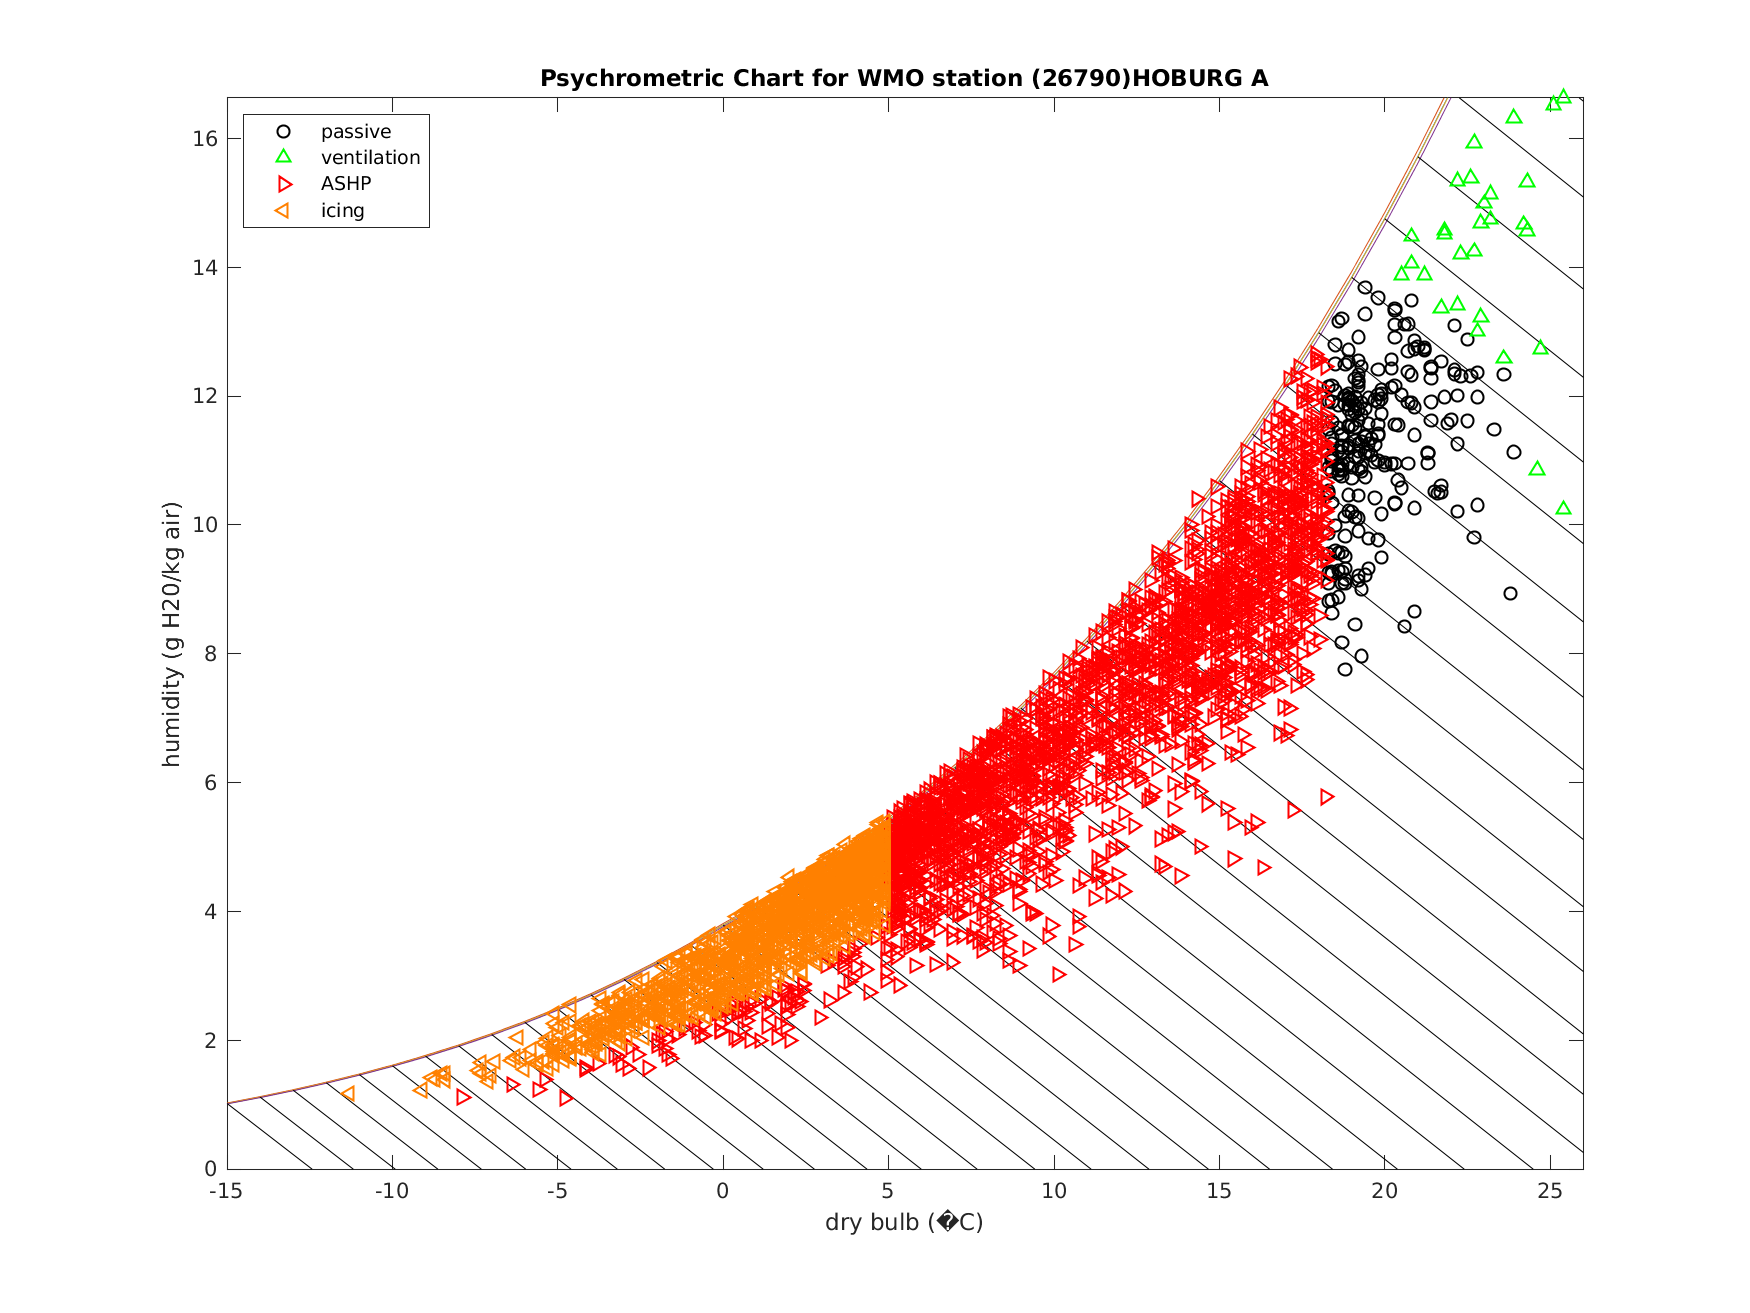 Psychrometric Chart for WMO station (26790)HOBURG A
passive
ventilation
ASHP
icing
humidity (g H20/kg air)
16
14
12
10
8
6
4
2
0
-15 -10 -5 0 5 10 15 20 25
dry bulb (�C)